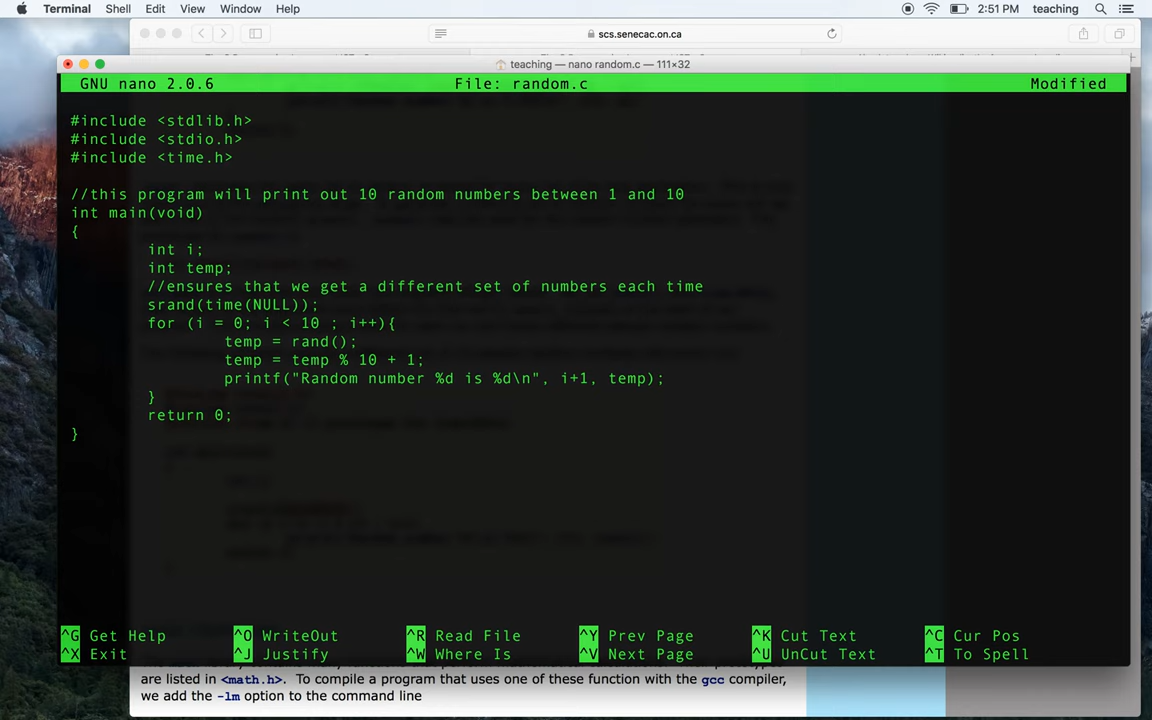 Terminal Shell Edit View Window Help 2:51 PM teaching
scs.senecac.on.ca
teaching — nano random.c — 111×32
GNU nano 2.0.6 File: random.c Modified
#include <stdlib.h>
#include <stdio.h>
#include <time.h>
//this program will print out 10 random numbers between 1 and 10
int main(void)
{
int i;
int temp;
//ensures that we get a different set of numbers each time
srand(time(NULL));
for (i = 0; i < 10 ; i++){
temp = rand();
temp = temp % 10 + 1;
printf("Random number %d is %d\n", i+1, temp);
}
return 0;
}
^G Get Help ^O WriteOut ^R Read File ^Y Prev Page ^K Cut Text ^C Cur Pos
^X Exit ^J Justify ^W Where Is ^V Next Page ^U UnCut Text ^T To Spell
are listed in <math.h>. To compile a program that uses one of these function with the gcc compiler,
we add the -lm option to the command line